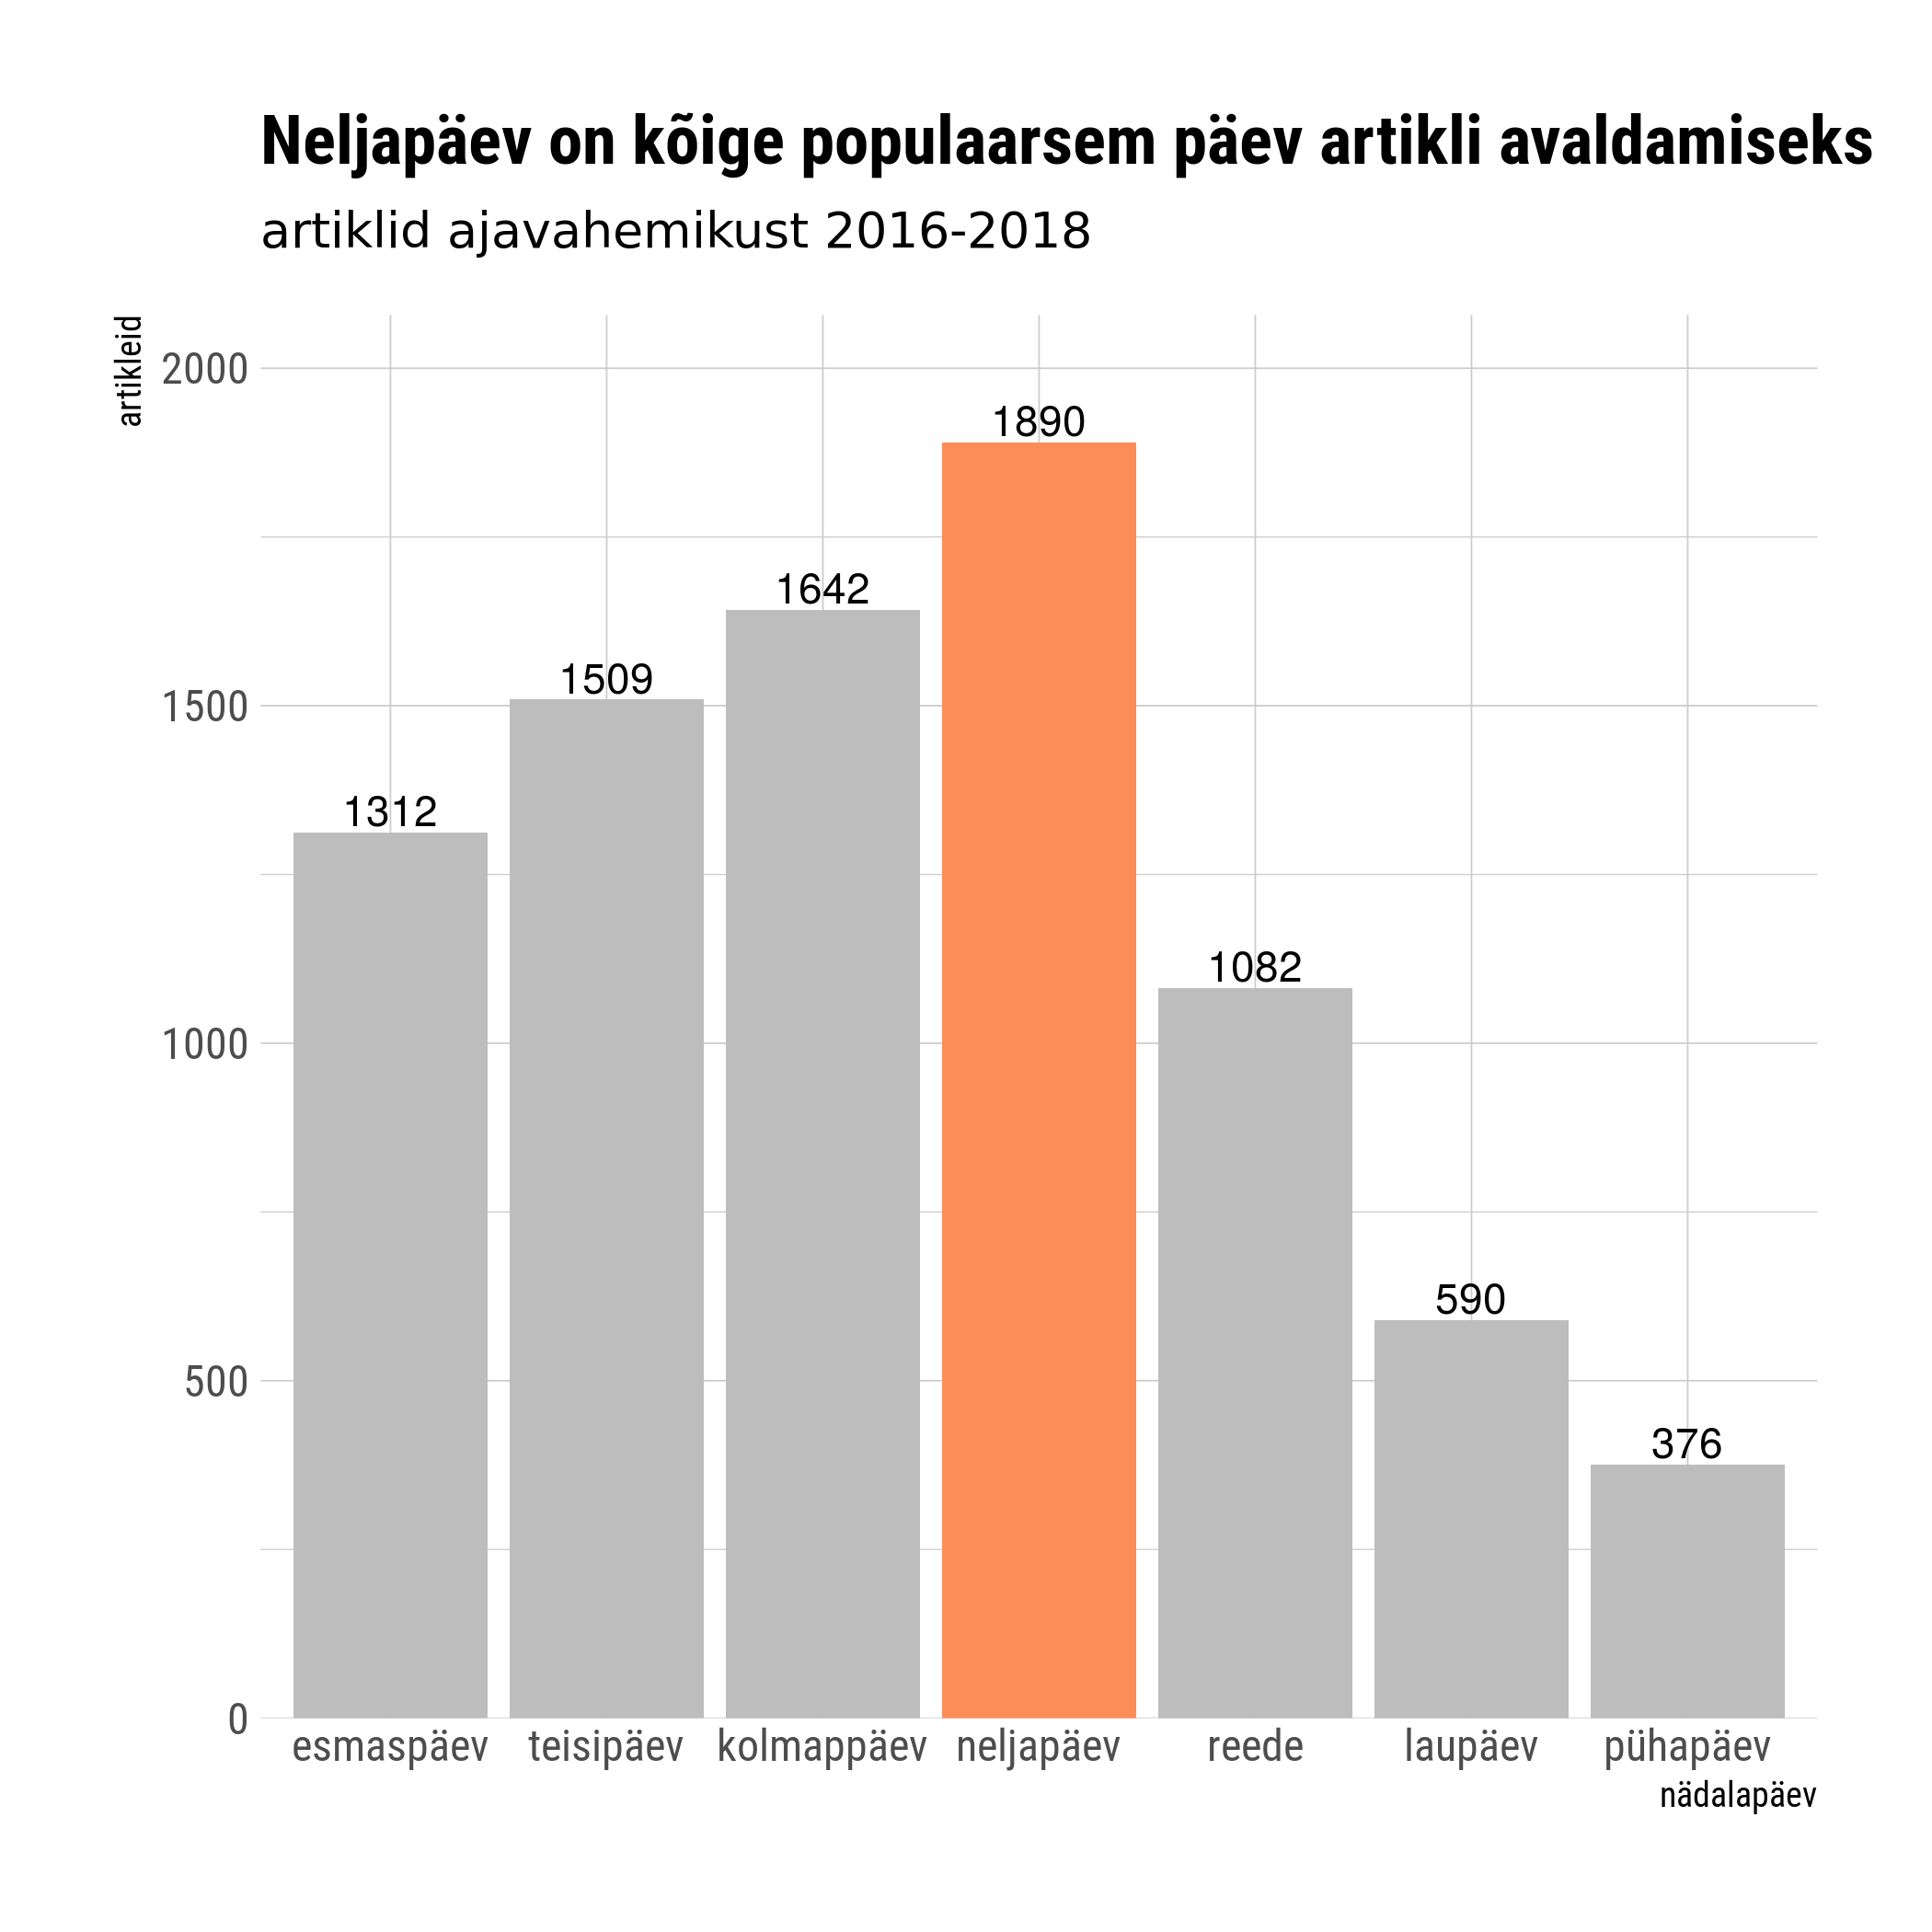 Neljapäev on kõige populaarsem päev artikli avaldamiseks
artiklid ajavahemikust 2016-2018
artikleid
2000
1500
1000
500
0
1312
1509
1642
1890
1082
590
376
esmaspäev teisipäev kolmappäev neljapäev reede laupäev pühapäev
nädalapäev